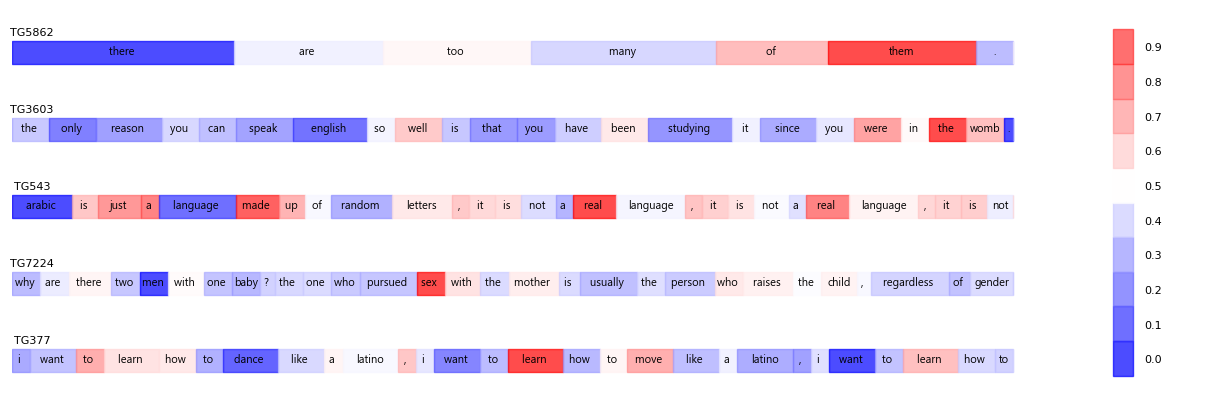 TG5862
there are too many of them .
TG3603
the only reason you can speak english so well is that you have been studying it since you were in the womb .
TG543
arabic is just a language made up of random letters , it is not a real language , it is not a real language , it is not
TG7224
why are there two men with one baby ? the one who pursued sex with the mother is usually the person who raises the child , regardless of gender
TG377
i want to learn how to dance like a latino , i want to learn how to move like a latino , i want to learn how to
0.9
0.8
0.7
0.6
0.5
0.4
0.3
0.2
0.1
0.0